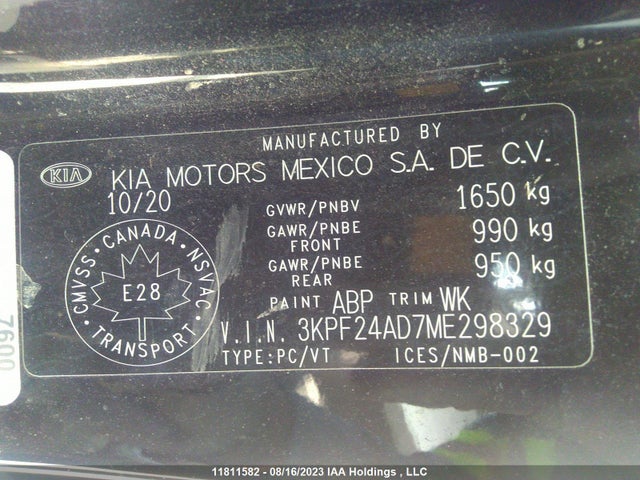 MANUFACTURED BY
KIA KIA MOTORS MEXICO S.A. DE C.V.
10/20
GVWR/PNBV 1650 kg
GAWR/PNBE FRONT 990 kg
GAWR/PNBE REAR 950 kg
CMVSS • CANADA • NSVAC • TRANSPORT •
E28
PAINT ABP TRIM WK
V.I.N. 3KPF24AD7ME298329
TYPE:PC/VT ICES/NMB-002
11811582 - 08/16/2023 IAA Holdings , LLC